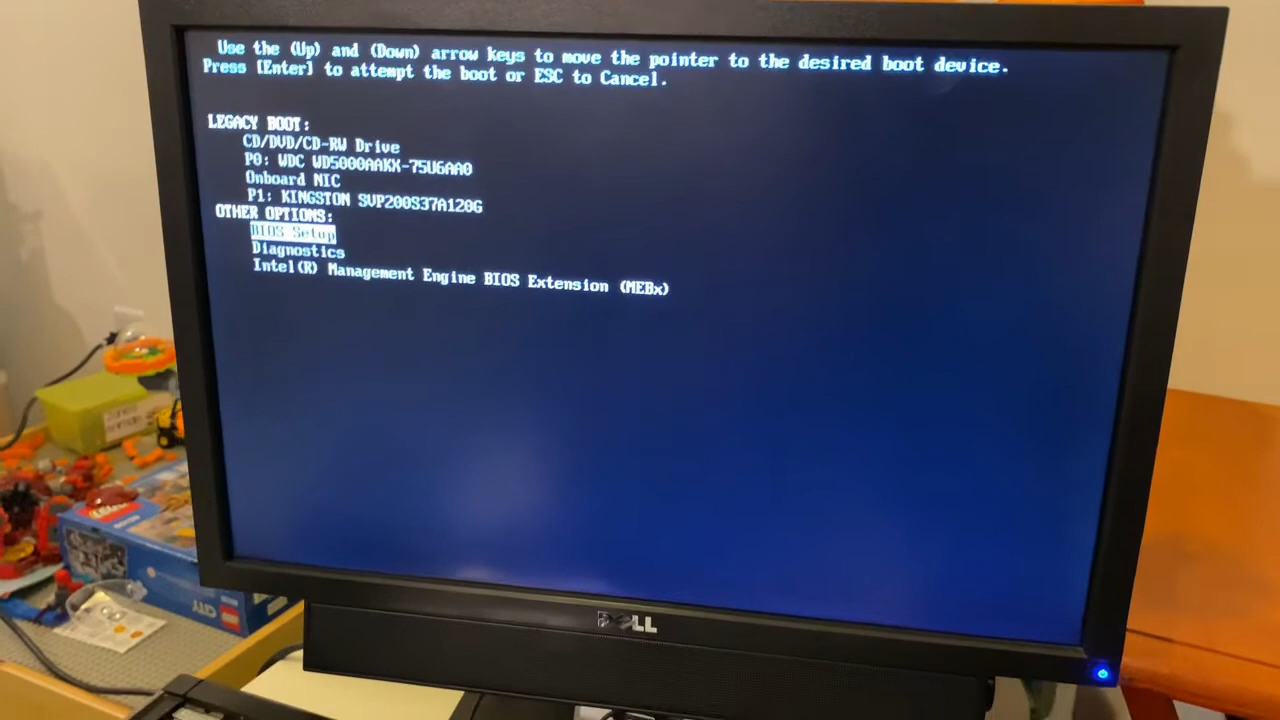 Use the (Up) and (Down) arrow keys to move the pointer to the desired boot device.
Press [Enter] to attempt the boot or ESC to Cancel.
LEGACY BOOT:
CD/DVD/CD-RW Drive
P0: WDC WD5000AAKX-75U6AA0
Onboard NIC
P1: KINGSTON SVP200S37A120G
OTHER OPTIONS:
BIOS Setup
Diagnostics
Intel(R) Management Engine BIOS Extension (MEBx)
DELL
CITY